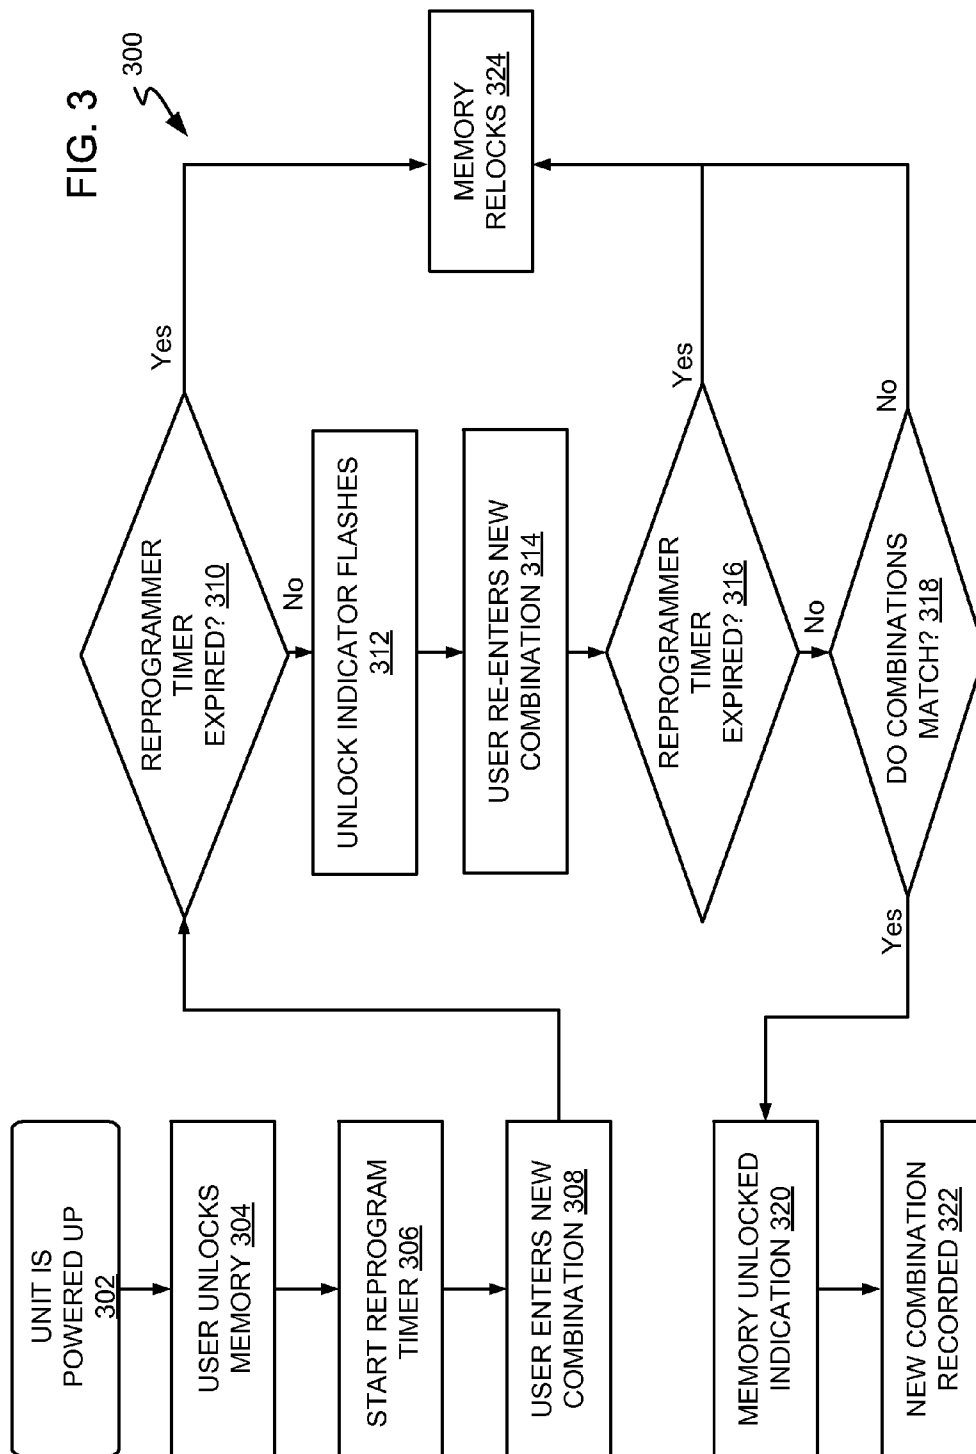 FIG. 3
300
UNIT IS
POWERED UP
302
USER UNLOCKS
MEMORY 304
START REPROGRAM
TIMER 306
USER ENTERS NEW
COMBINATION 308
REPROGRAMMER
TIMER
EXPIRED? 310
Yes
No
UNLOCK INDICATOR FLASHES
312
USER RE-ENTERS NEW
COMBINATION 314
REPROGRAMMER
TIMER
EXPIRED? 316
Yes
No
DO COMBINATIONS
MATCH? 318
Yes
No
MEMORY UNLOCKED
INDICATION 320
NEW COMBINATION
RECORDED 322
MEMORY
RELOCKS 324